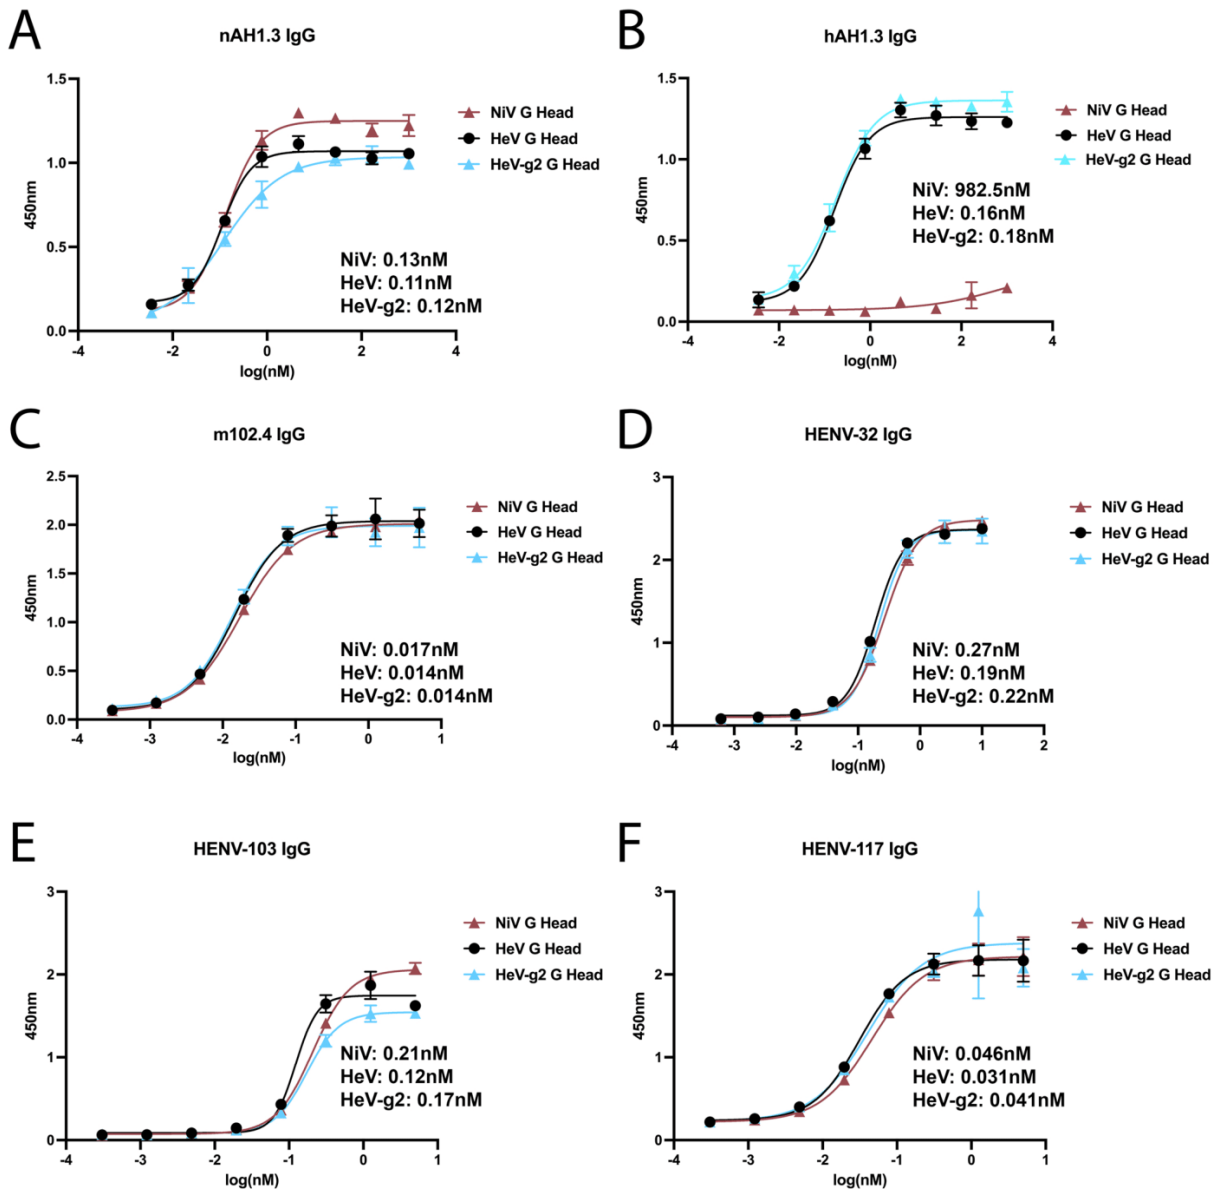 A
nAH1.3 IgG
1.5
1.0
0.5
0.0
450nm
-4
-2
0
2
4
log(nM)
NiV G Head
HeV G Head
HeV-g2 G Head
NiV: 0.13nM
HeV: 0.11nM
HeV-g2: 0.12nM
B
hAH1.3 IgG
1.5
1.0
0.5
0.0
450nm
-4
-2
0
2
4
log(nM)
NiV G Head
HeV G Head
HeV-g2 G Head
NiV: 982.5nM
HeV: 0.16nM
HeV-g2: 0.18nM
C
m102.4 IgG
2.5
2.0
1.5
1.0
0.5
0.0
450nm
-4
-3
-2
-1
0
1
log(nM)
NiV G Head
HeV G Head
HeV-g2 G Head
NiV: 0.017nM
HeV: 0.014nM
HeV-g2: 0.014nM
D
HENV-32 IgG
3
2
1
0
450nm
-4
-3
-2
-1
0
1
2
log(nM)
NiV G Head
HeV G Head
HeV-g2 G Head
NiV: 0.27nM
HeV: 0.19nM
HeV-g2: 0.22nM
E
HENV-103 IgG
3
2
1
0
450nm
-4
-3
-2
-1
0
1
log(nM)
NiV G Head
HeV G Head
HeV-g2 G Head
NiV: 0.21nM
HeV: 0.12nM
HeV-g2: 0.17nM
F
HENV-117 IgG
3
2
1
0
450nm
-4
-3
-2
-1
0
1
log(nM)
NiV G Head
HeV G Head
HeV-g2 G Head
NiV: 0.046nM
HeV: 0.031nM
HeV-g2: 0.041nM